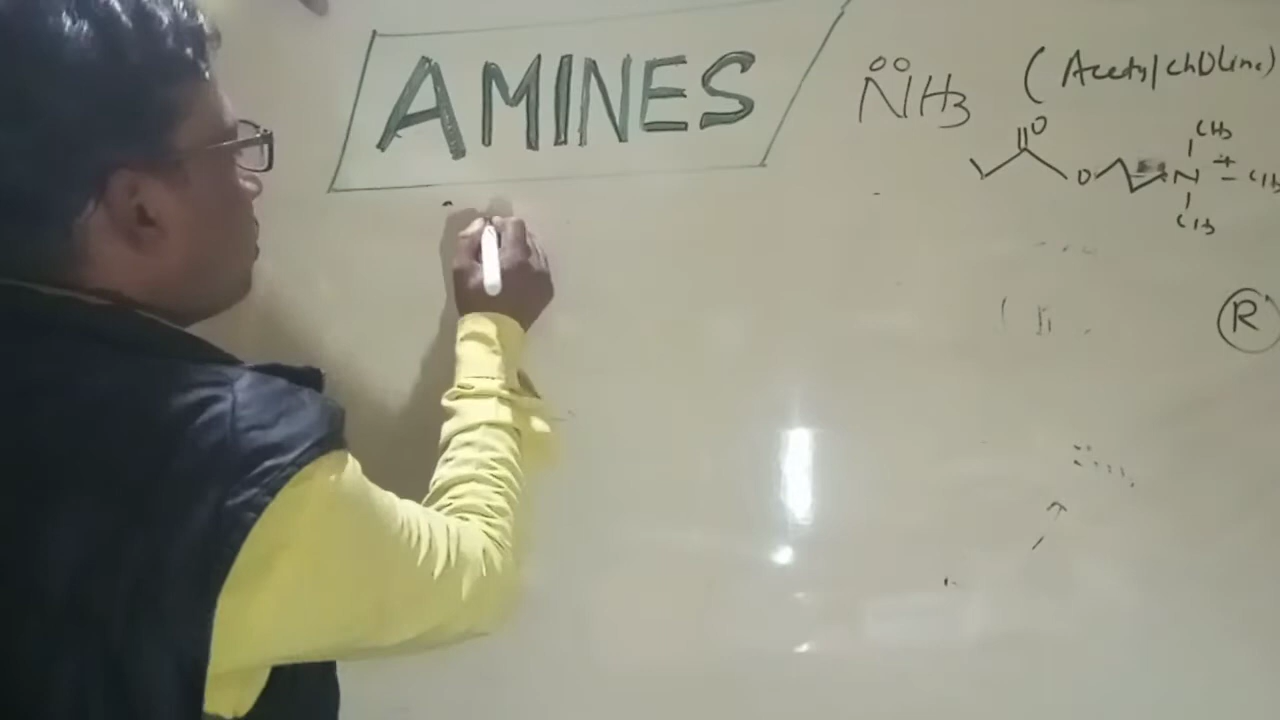 AMINES
NH3
(Acetylcholine)
O
O
N
+
CH3
CH3
CH3
R